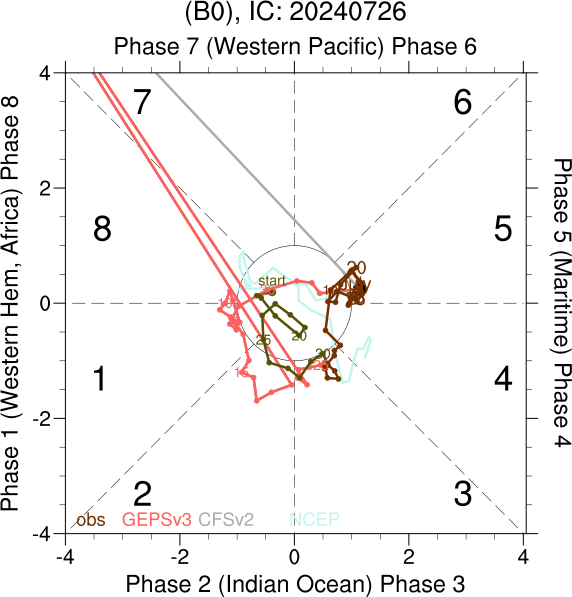 (B0), IC: 20240726
Phase 7 (Western Pacific) Phase 6
4
7
6
Phase 1 (Western Hem, Africa) Phase 8
Phase 5 (Maritime) Phase 4
2
8
5
start
20
July
0
25
20
30
15
1
4
-2
2
3
obs GEPSv3 CFSv2 NCEP
-4
-4 -2 0 2 4
Phase 2 (Indian Ocean) Phase 3